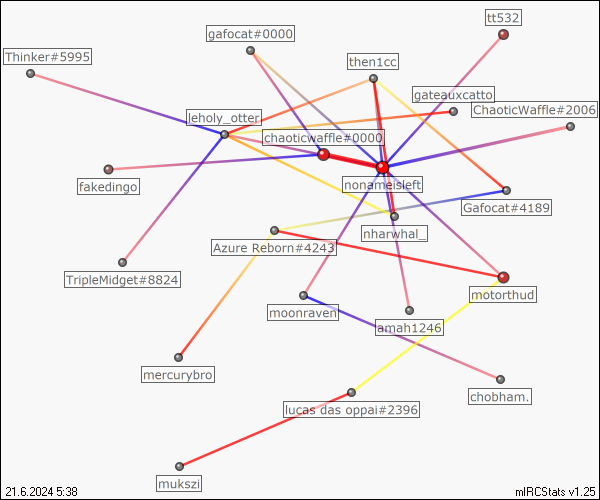 tt532
gafocat#0000
Thinker#5995
then1cc
gateauxcatto
ChaoticWaffle#2006
leholy_otter
chaoticwaffle#0000
fakedingo
nonameisleft
Gafocat#4189
nharwhal_
Azure Reborn#4243
TripleMidget#8824
motorthud
moonraven
amah1246
mercurybro
chobham.
lucas das oppai#2396
mukszi
21.6.2024 5:38
mIRCStats v1.25